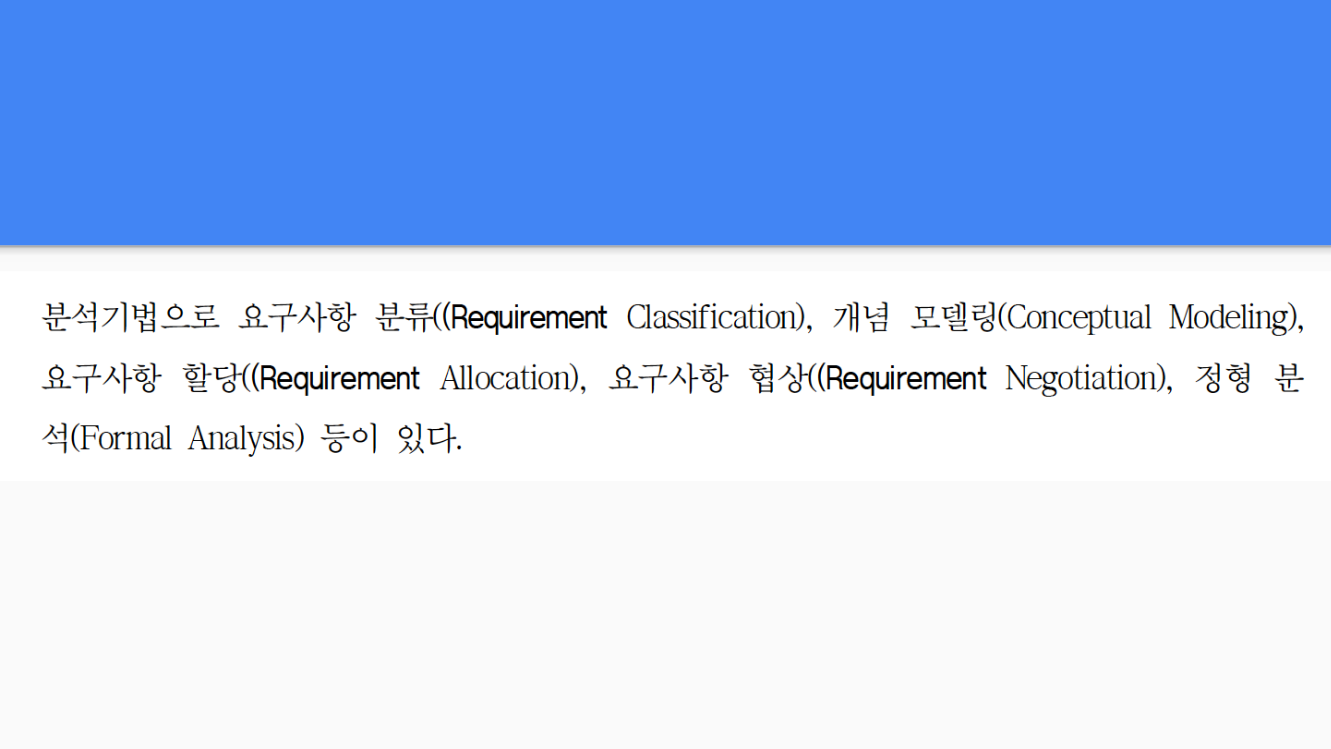 분석기법으로 요구사항 분류((Requirement Classification), 개념 모델링(Conceptual Modeling),
요구사항 할당((Requirement Allocation), 요구사항 협상((Requirement Negotiation), 정형 분
석(Formal Analysis) 등이 있다.